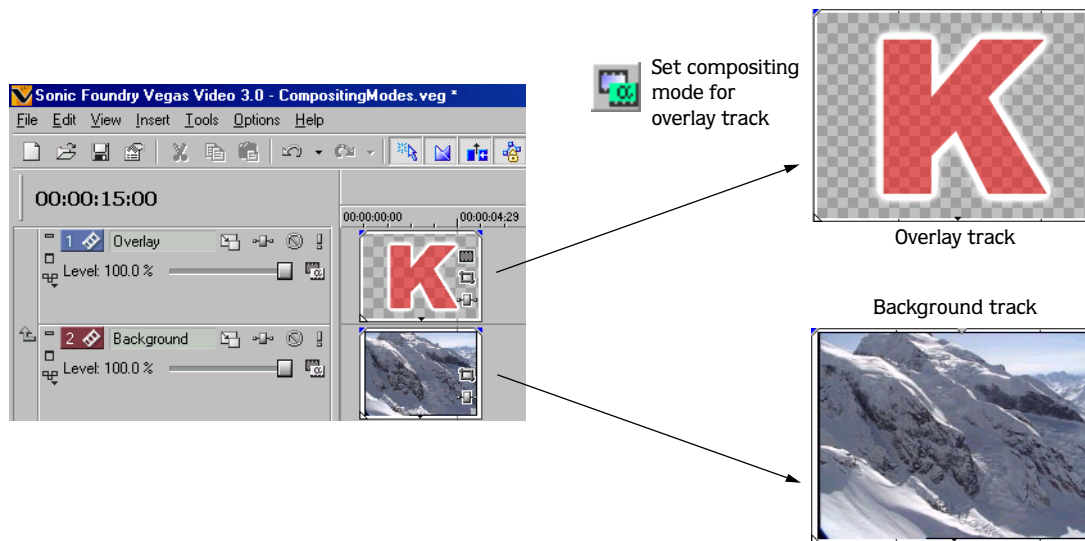 Sonic Foundry Vegas Video 3.0 - CompositingModes.veg *
File Edit View Insert Tools Options Help
00:00:15:00
00:00:00:00 00:00:04:29
1 Overlay
Level: 100.0 %
K
2 Background
Level: 100.0 %
α Set compositing
mode for
overlay track
K
Overlay track
Background track